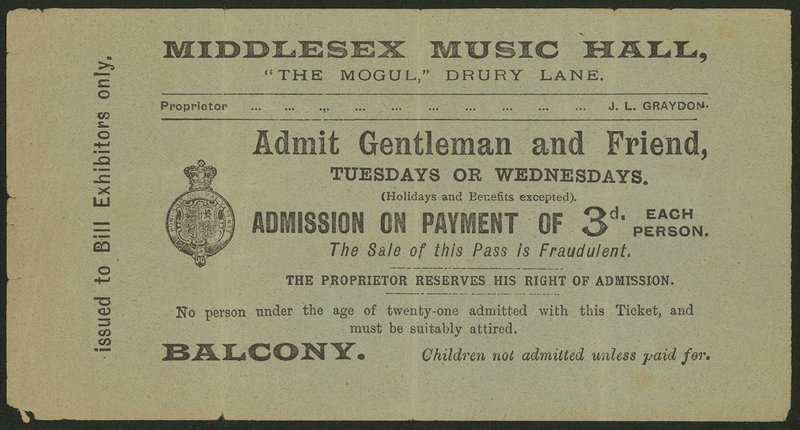 issued to Bill Exhibitors only.
MIDDLESEX MUSIC HALL,
"THE MOGUL," DRURY LANE.
Proprietor ... ... ... ... ... ... ... ... ... ... J. L. GRAYDON.
Admit Gentleman and Friend,
TUESDAYS OR WEDNESDAYS.
(Holidays and Benefits excepted).
ADMISSION ON PAYMENT OF 3d. EACH PERSON.
The Sale of this Pass is Fraudulent.
THE PROPRIETOR RESERVES HIS RIGHT OF ADMISSION.
No person under the age of twenty-one admitted with this Ticket, and
must be suitably attired.
BALCONY. Children not admitted unless paid for.